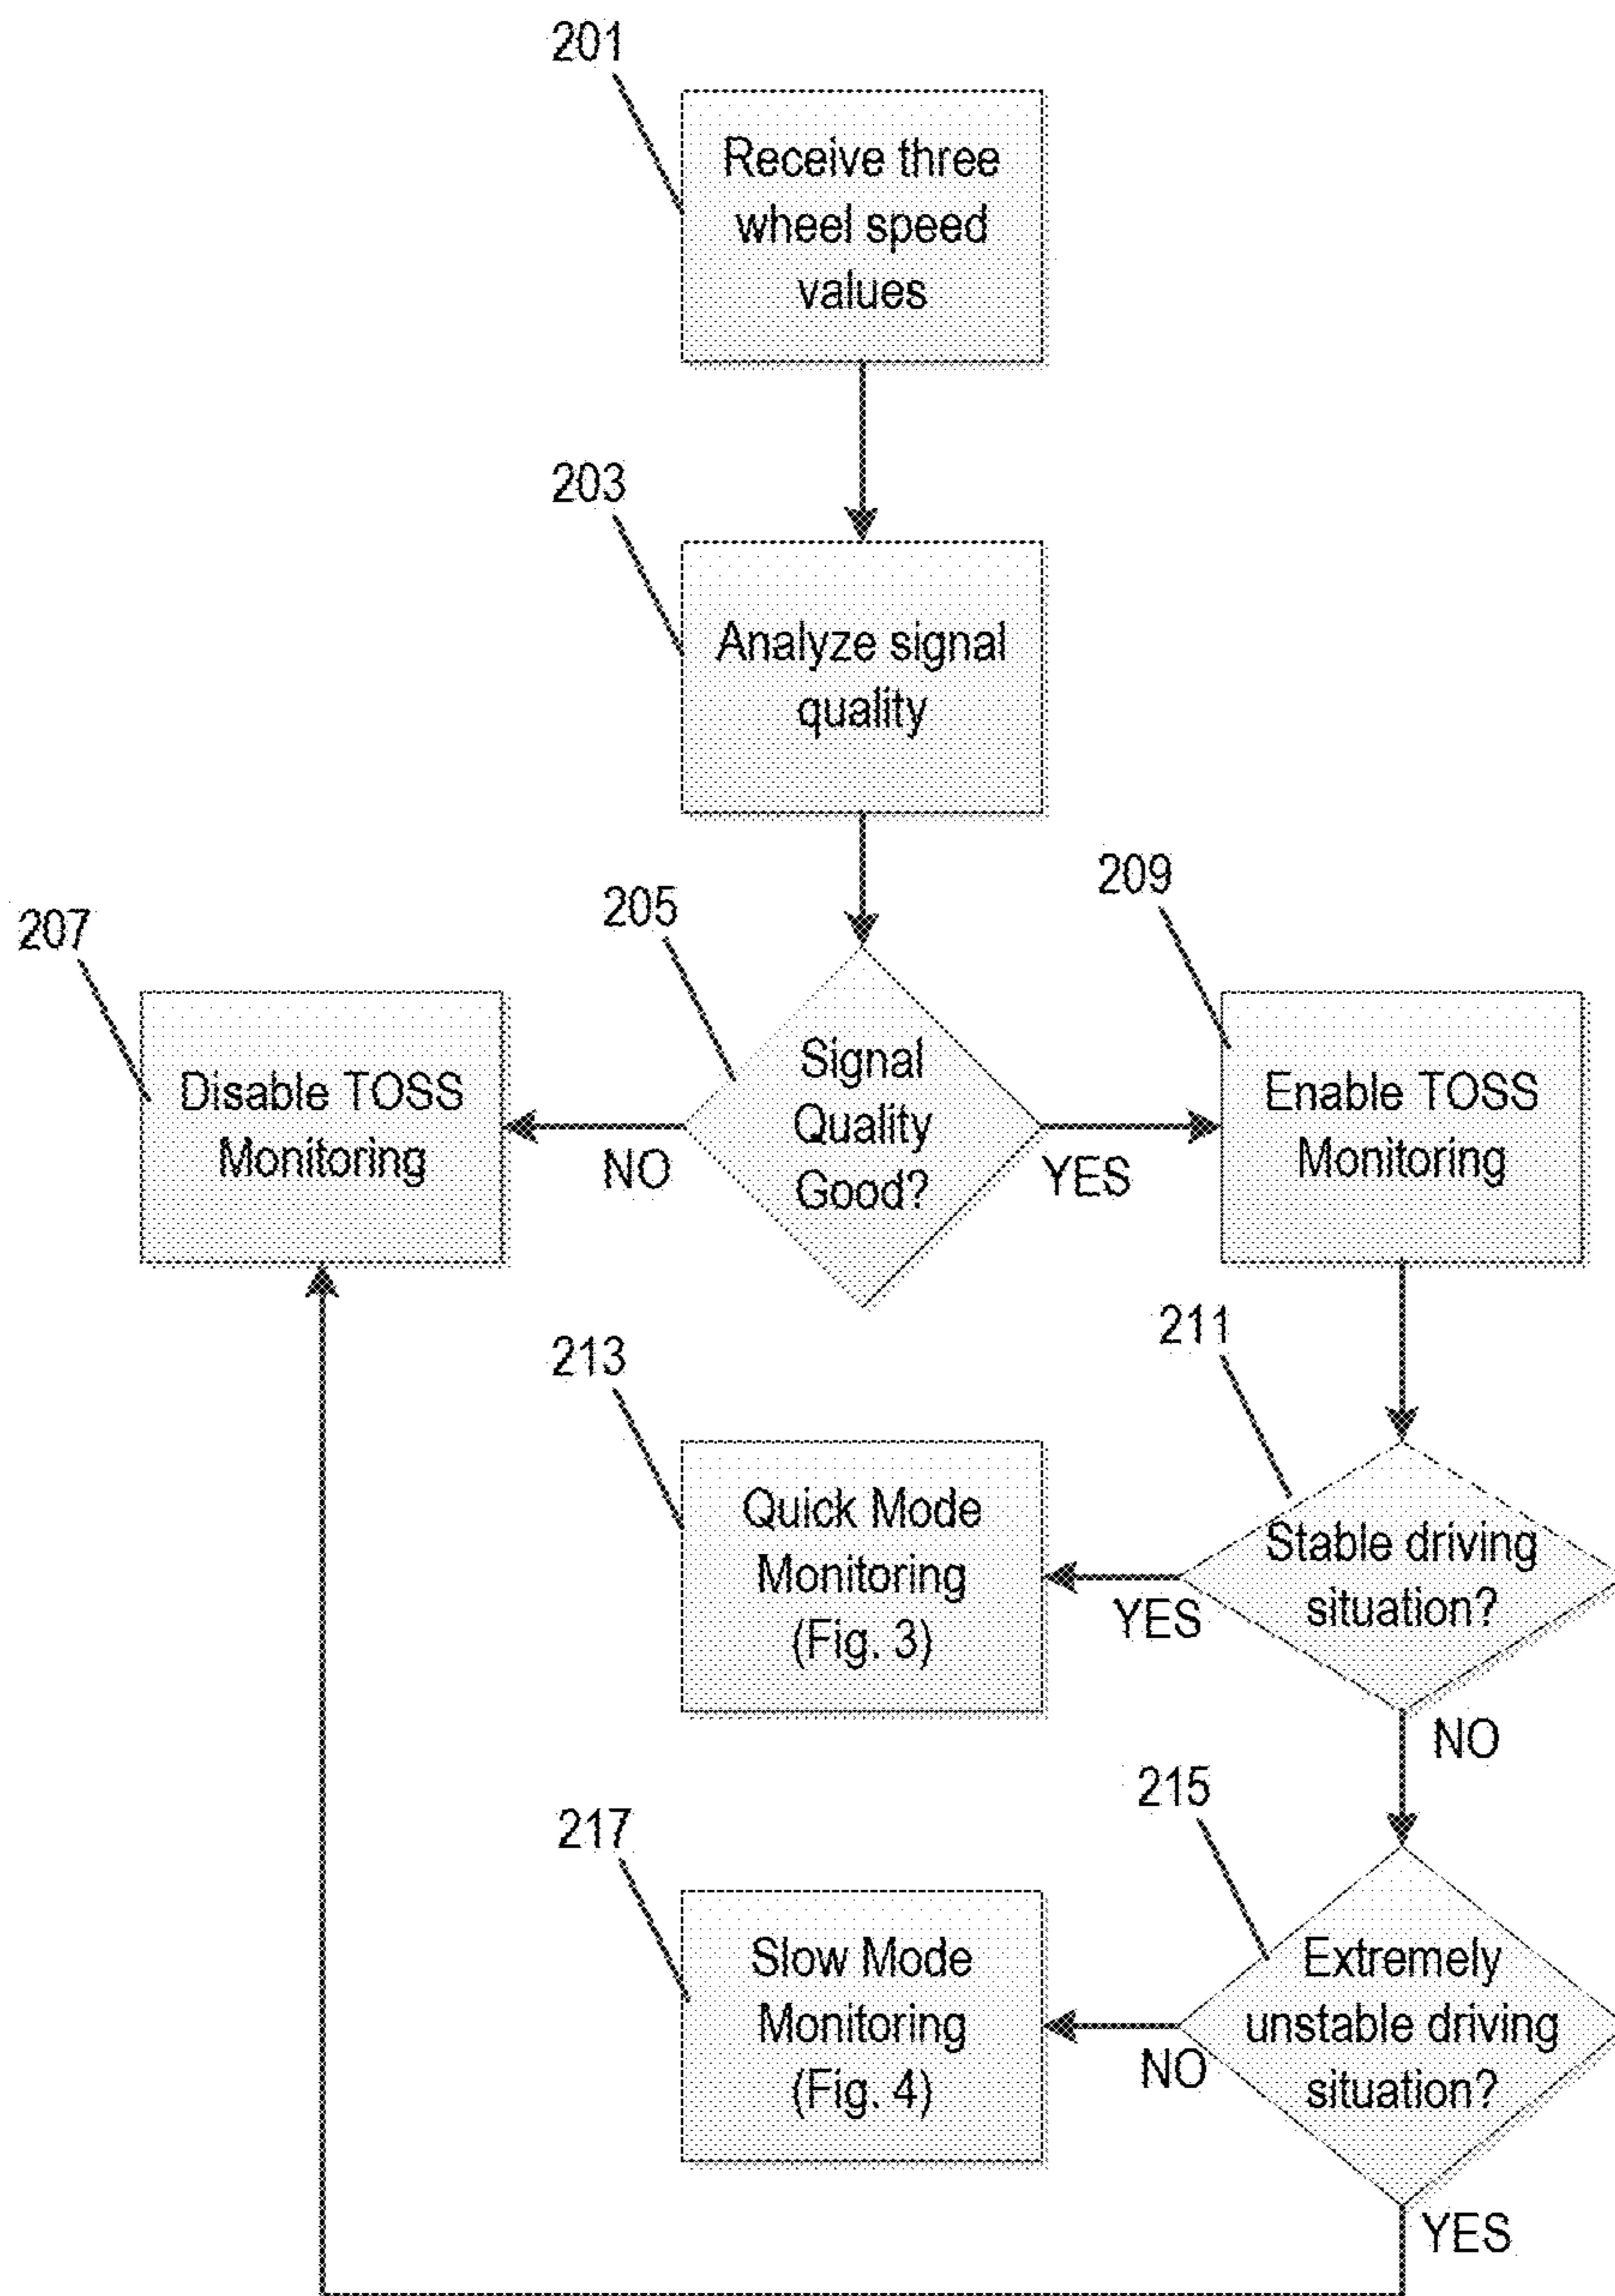 201
Receive three
wheel speed
values
203
Analyze signal
quality
205
Signal
Quality
Good?
NO
YES
207
Disable TOSS
Monitoring
209
Enable TOSS
Monitoring
211
Stable driving
situation?
YES
NO
213
Quick Mode
Monitoring
(Fig. 3)
215
Extremely
unstable driving
situation?
NO
YES
217
Slow Mode
Monitoring
(Fig. 4)